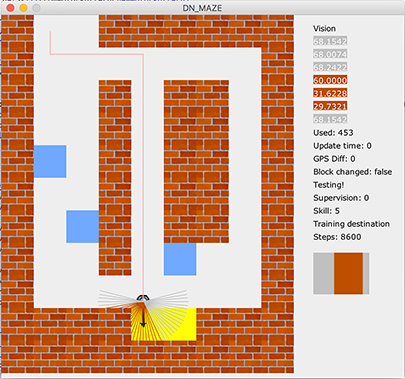 DN_MAZE
Vision
68.1542
68.0074
68.2422
60.0000
31.6228
29.7321
68.1542
Used: 453
Update time: 0
GPS Diff: 0
Block changed: false
Testing!
Supervision: 0
Skill: 5
Training destination
Steps: 8600